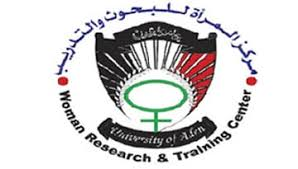 مركز المرأة للبحوث والتدريب
University of Aden
Woman Research & Training Center